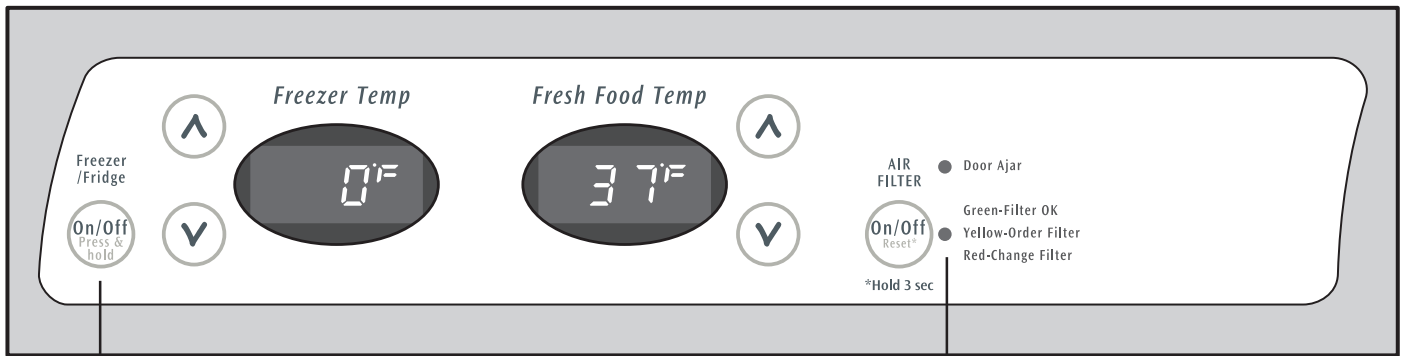 Freezer Temp
Fresh Food Temp
Freezer
/Fridge
On/Off
Press &
hold
0°F
37°F
AIR
FILTER
On/Off
Reset*
*Hold 3 sec
Door Ajar
Green-Filter OK
Yellow-Order Filter
Red-Change Filter